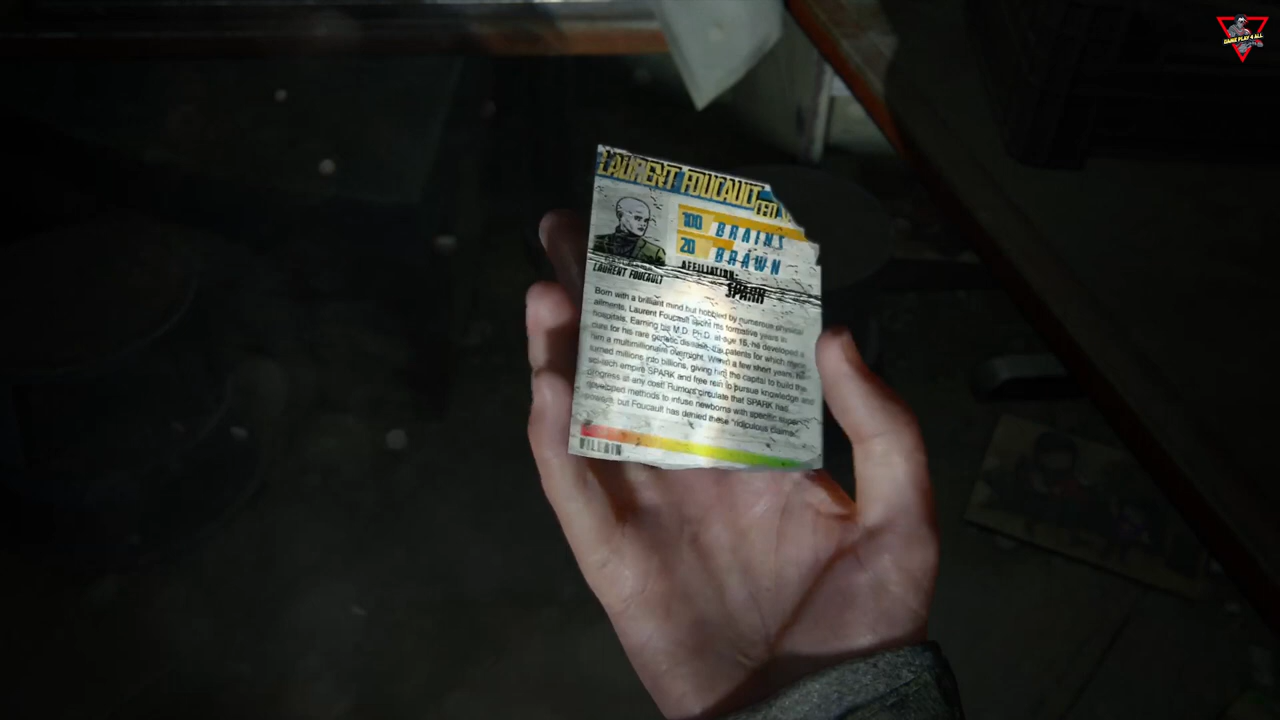 GAME PLAY 4 ALL
LAURENT FOUCAULT
100 BRAINS
20 BRAWN
AFFILIATION:
SPARK
LAURENT FOUCAULT
Born with a brilliant mind but hobbled by numerous physical
ailments, Laurent Foucault spent his formative years in
hospitals. Earning his M.D. Ph.D. at age 16, he developed a
cure for his rare genetic disease, the patents for which made
him a multimillionaire overnight. Within a few short years, he
turned millions into billions, giving him the capital to build the
sci-tech empire SPARK and free rein to pursue knowledge and
progress at any cost! Rumors circulate that SPARK has
developed methods to infuse newborns with specific super-
powers, but Foucault has denied these "ridiculous claims."
VILLAIN